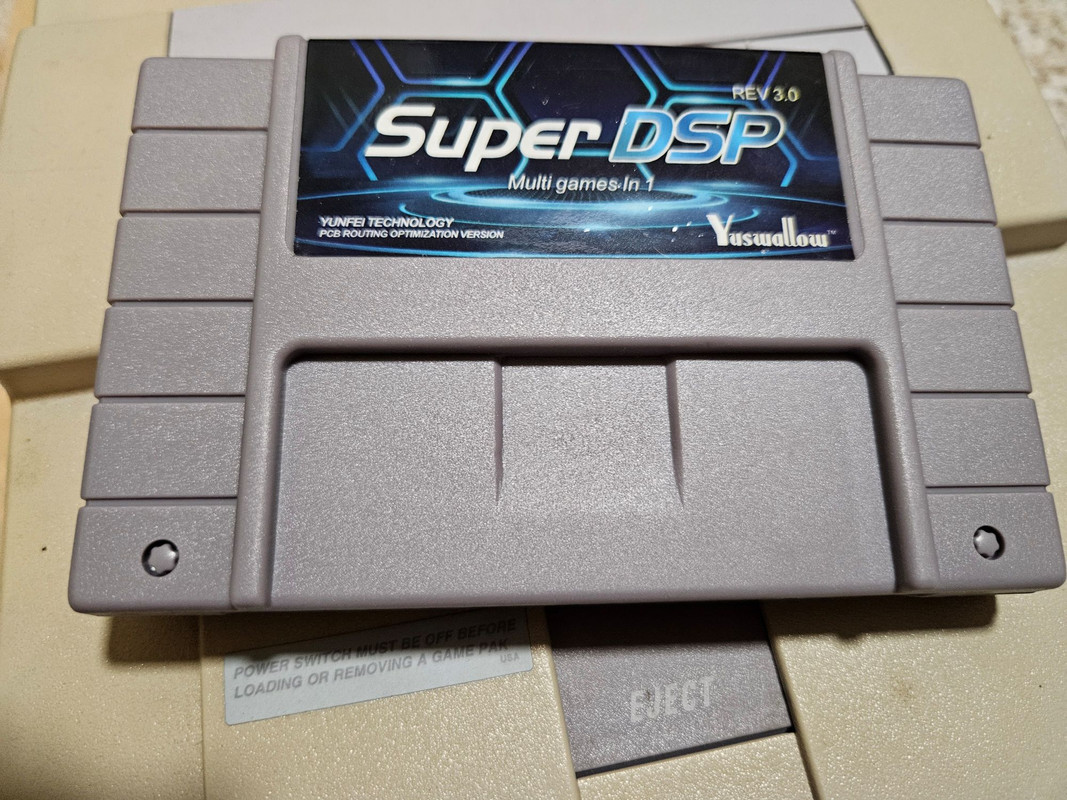 REV 3.0
Super DSP
Multi games In 1
YUNFEI TECHNOLOGY
PCB ROUTING OPTIMIZATION VERSION
Yuswallow™
POWER SWITCH MUST BE OFF BEFORE
LOADING OR REMOVING A GAME PAK
USA
EJECT